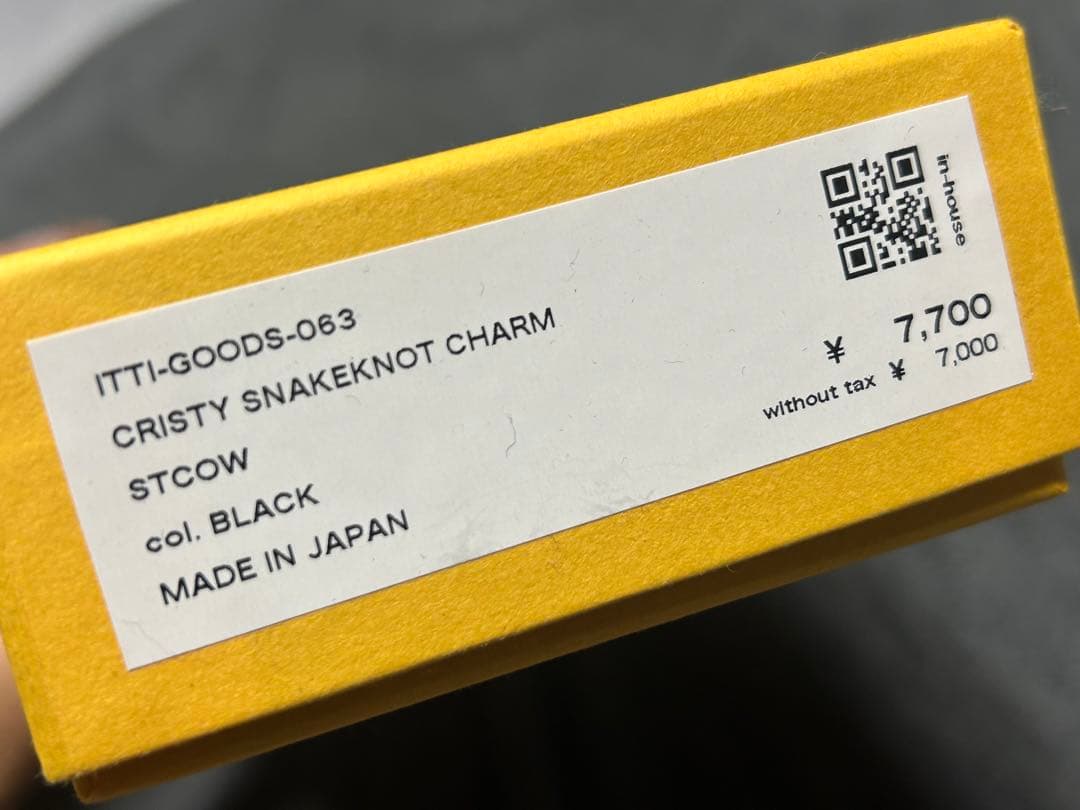 ITTI-GOODS-063
CRISTY SNAKEKNOT CHARM
STCOW
col. BLACK
MADE IN JAPAN
in-house
¥ 7,700
without tax ¥ 7,000